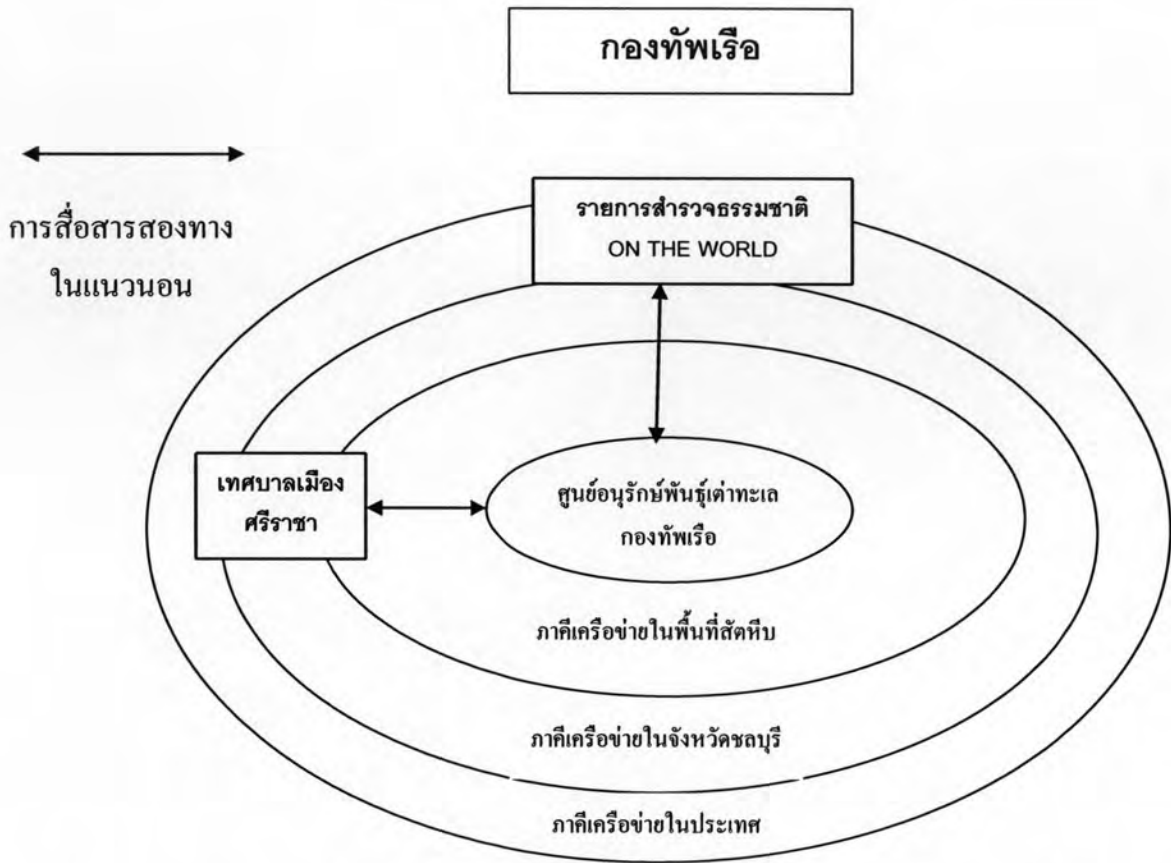 กองทัพเรือ
การสื่อสารสองทาง
ในแนวนอน
รายการสำรวจธรรมชาติ
ON THE WORLD
เทศบาลเมือง
ศรีราชา
ศูนย์อนุรักษ์พันธุ์เต่าทะเล
กองทัพเรือ
ภาคีเครือข่ายในพื้นที่สัตหีบ
ภาคีเครือข่ายในจังหวัดชลบุรี
ภาคีเครือข่ายในประเทศ